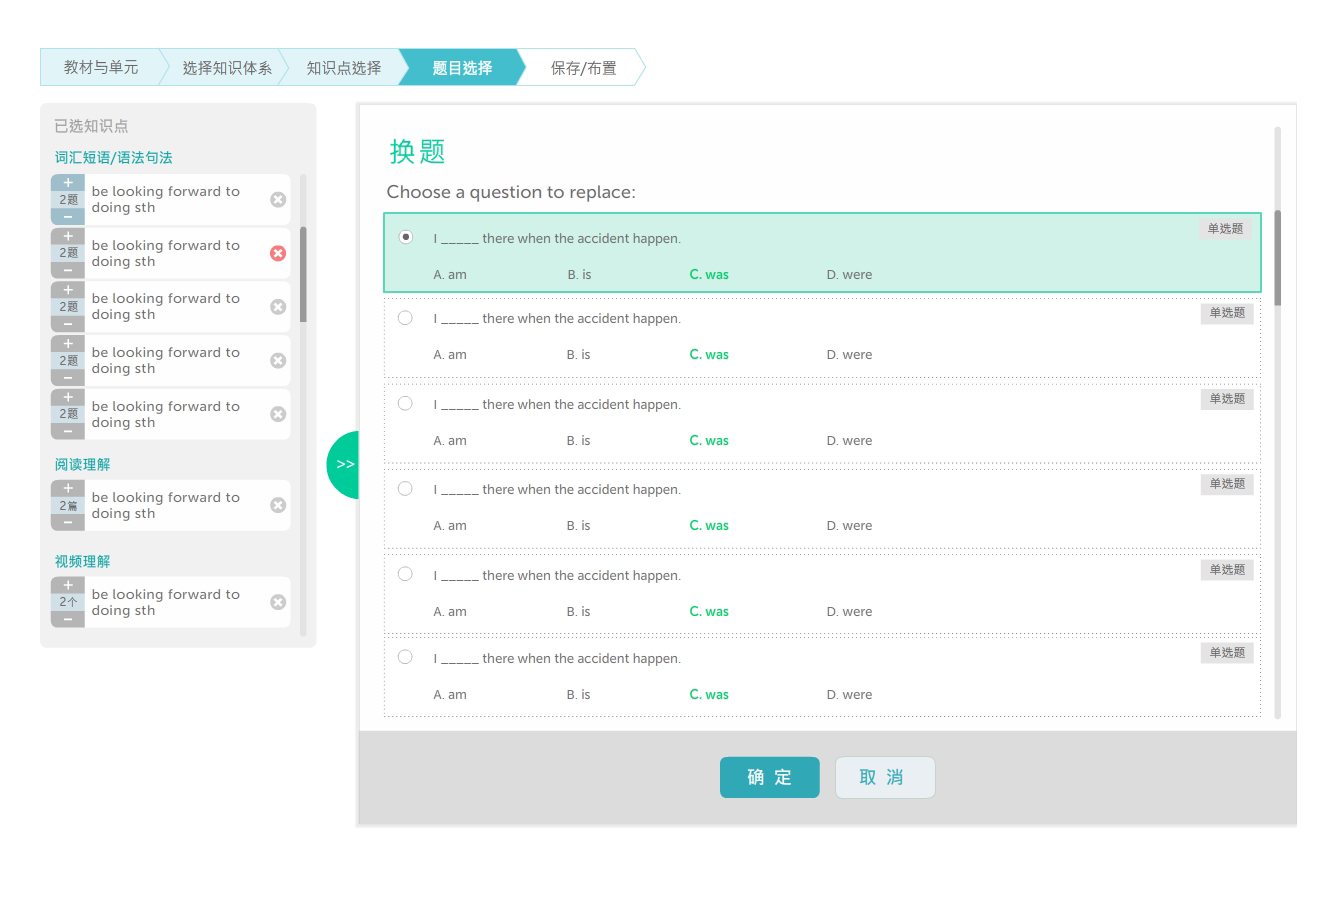 教材与单元 选择知识体系 知识点选择 题目选择 保存/布置
已选知识点
词汇短语/语法句法
+
2题
−
be looking forward to
doing sth
+
2题
−
be looking forward to
doing sth
+
2题
−
be looking forward to
doing sth
+
2题
−
be looking forward to
doing sth
+
2题
−
be looking forward to
doing sth
阅读理解
+
2篇
−
be looking forward to
doing sth
视频理解
+
2个
−
be looking forward to
doing sth
>>
换题
Choose a question to replace:
I _____ there when the accident happen. 单选题
A. am B. is C. was D. were
I _____ there when the accident happen. 单选题
A. am B. is C. was D. were
I _____ there when the accident happen. 单选题
A. am B. is C. was D. were
I _____ there when the accident happen. 单选题
A. am B. is C. was D. were
I _____ there when the accident happen. 单选题
A. am B. is C. was D. were
I _____ there when the accident happen. 单选题
A. am B. is C. was D. were
确 定 取 消